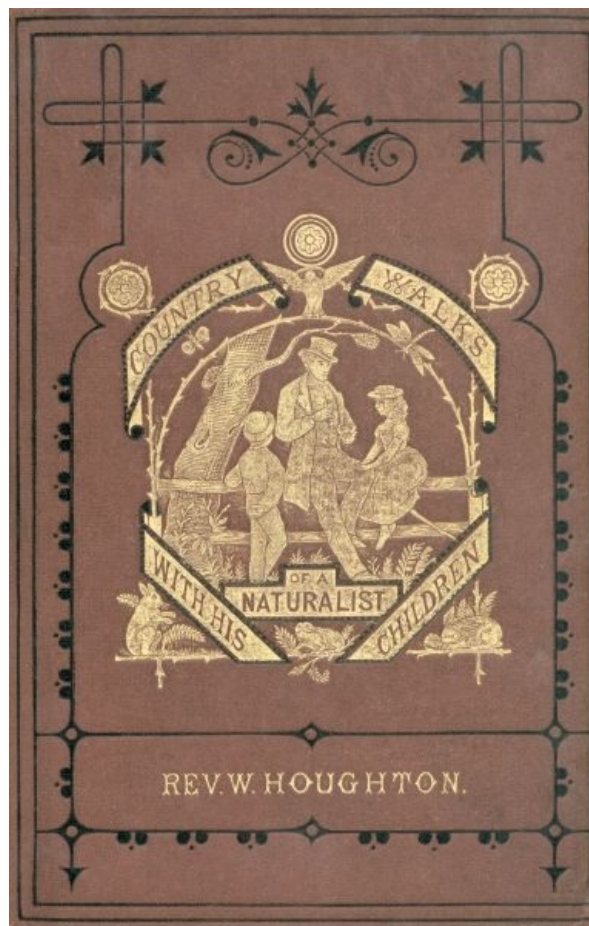 COUNTRY WALKS
OF A
NATURALIST
WITH HIS CHILDREN
REV. W. HOUGHTON.